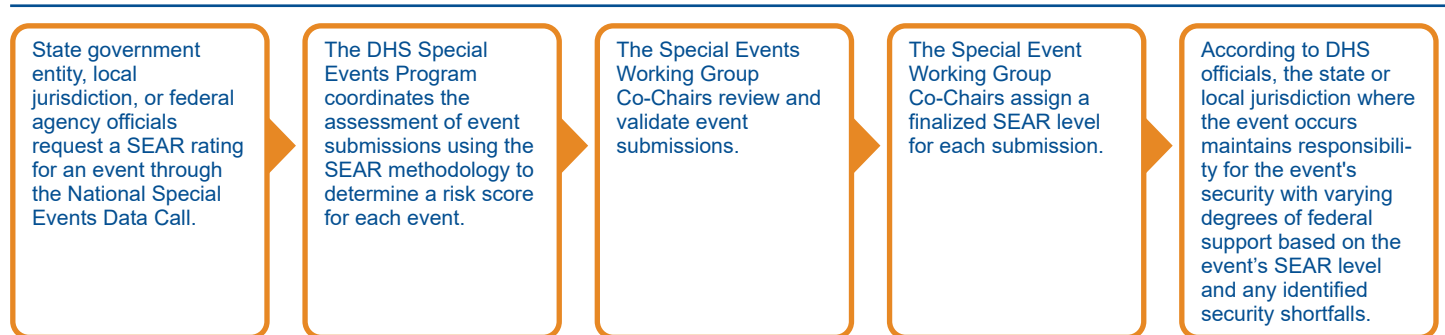 State government
entity, local
jurisdiction, or federal
agency officials
request a SEAR rating
for an event through
the National Special
Events Data Call.
The DHS Special
Events Program
coordinates the
assessment of event
submissions using the
SEAR methodology to
determine a risk score
for each event.
The Special Events
Working Group
Co-Chairs review and
validate event
submissions.
The Special Event
Working Group
Co-Chairs assign a
finalized SEAR level
for each submission.
According to DHS
officials, the state or
local jurisdiction where
the event occurs
maintains responsibili-
ty for the event's
security with varying
degrees of federal
support based on the
event’s SEAR level
and any identified
security shortfalls.